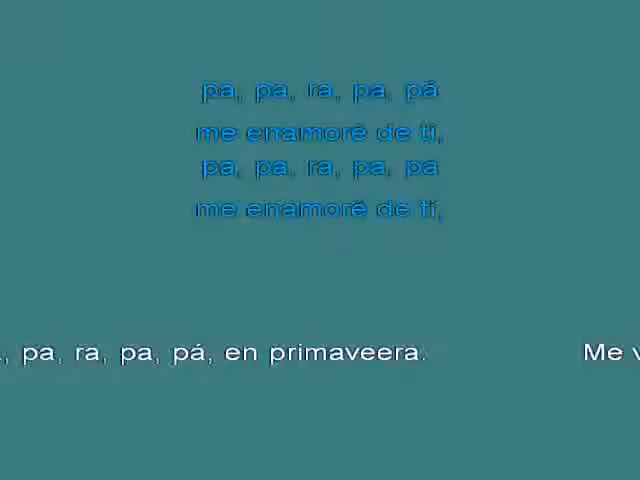 pa, pa, ra, pa, pá
me enamoré de ti,
pa, pa, ra, pa, pa
me enamoré de ti,
, pa, ra, pa, pá, en primaveera. Me